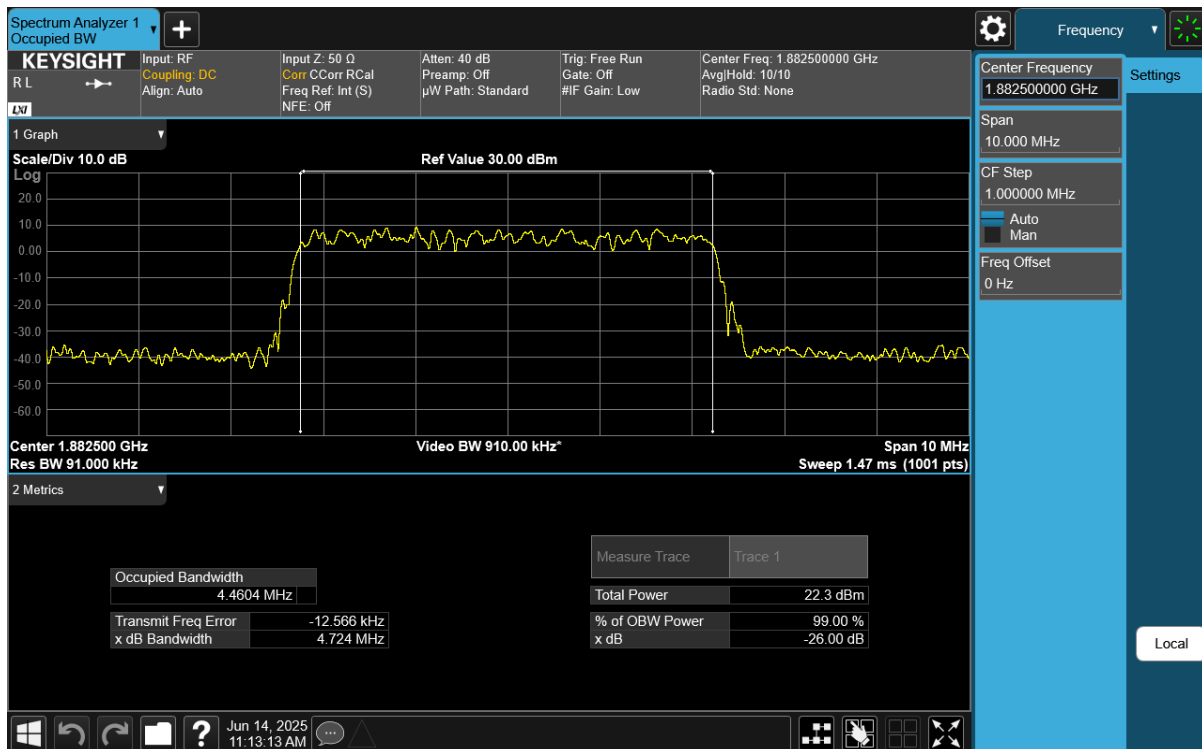 Spectrum Analyzer 1
Occupied BW
Frequency
KEYSIGHT
R L
LXI
Input: RF
Coupling: DC
Align: Auto
Input Z: 50 Ω
Corr CCorr RCal
Freq Ref: Int (S)
NFE: Off
Atten: 40 dB
Preamp: Off
µW Path: Standard
Trig: Free Run
Gate: Off
#IF Gain: Low
Center Freq: 1.882500000 GHz
Avg|Hold: 10/10
Radio Std: None
Center Frequency
1.882500000 GHz
Settings
Span
10.000 MHz
CF Step
1.000000 MHz
Auto
Man
Freq Offset
0 Hz
Local
1 Graph
Scale/Div 10.0 dB
Ref Value 30.00 dBm
Log
20.0
10.0
0.00
-10.0
-20.0
-30.0
-40.0
-50.0
-60.0
Center 1.882500 GHz
Video BW 910.00 kHz*
Span 10 MHz
Res BW 91.000 kHz
Sweep 1.47 ms (1001 pts)
2 Metrics
Measure Trace
Trace 1
Occupied Bandwidth
4.4604 MHz
Total Power
22.3 dBm
Transmit Freq Error
-12.566 kHz
% of OBW Power
99.00 %
x dB Bandwidth
4.724 MHz
x dB
-26.00 dB
?
Jun 14, 2025
11:13:13 AM